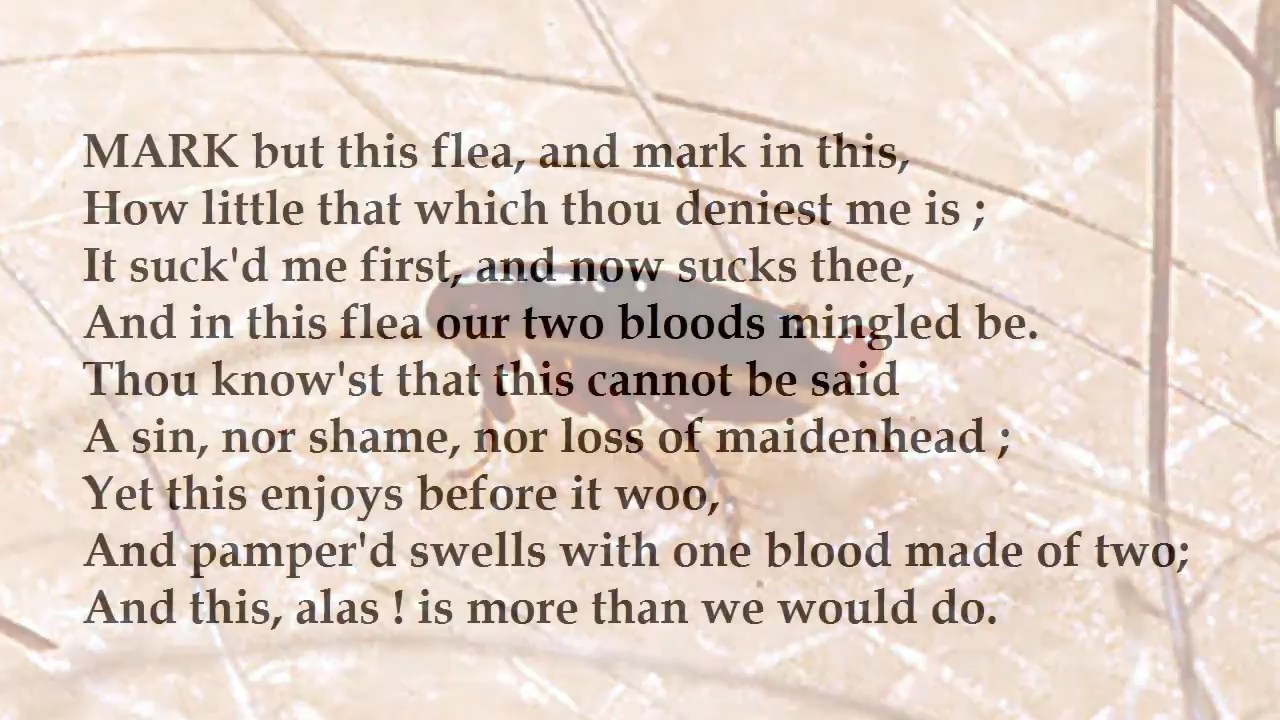 MARK but this flea, and mark in this,
How little that which thou deniest me is ;
It suck'd me first, and now sucks thee,
And in this flea our two bloods mingled be.
Thou know'st that this cannot be said
A sin, nor shame, nor loss of maidenhead ;
Yet this enjoys before it woo,
And pamper'd swells with one blood made of two;
And this, alas ! is more than we would do.